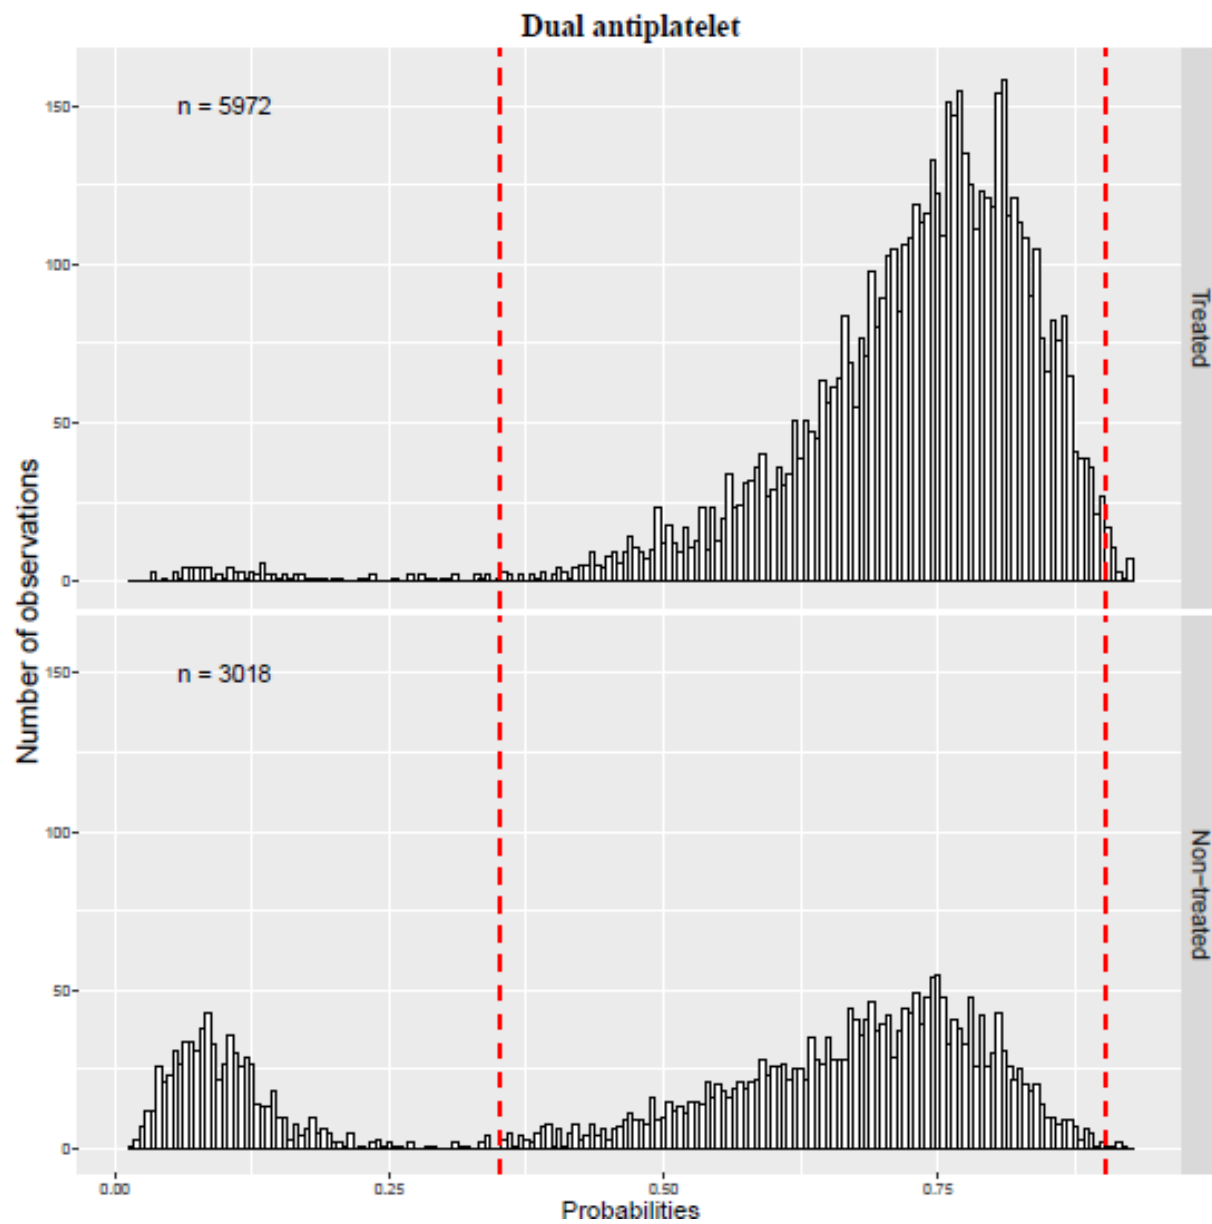 Dual antiplatelet
n = 5972
150
100
50
0
Treated
Number of observations
n = 3018
150
100
50
0
Non-treated
0.00 0.25 0.50 0.75
Probabilities